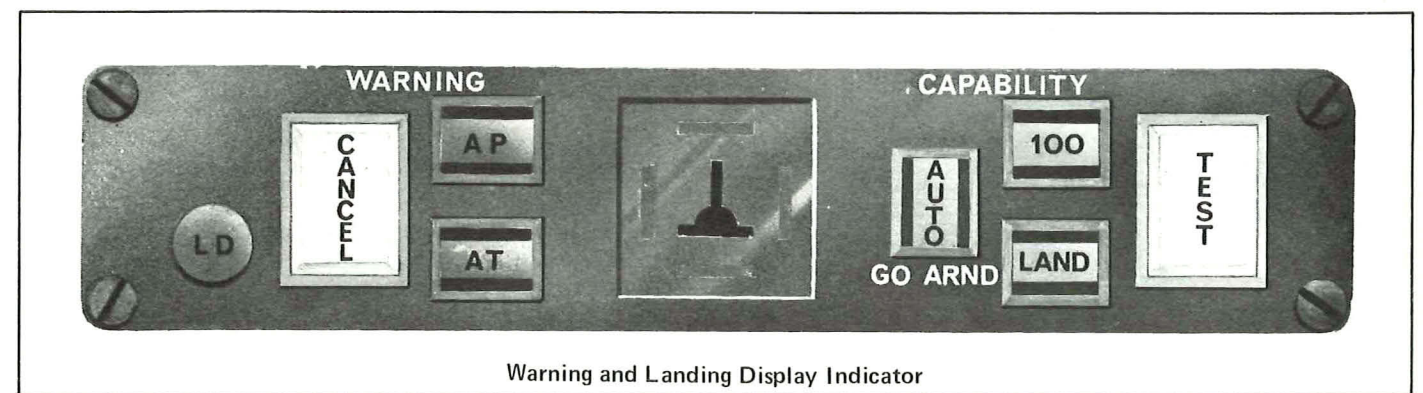 WARNING
CAPABILITY
CANCEL
AP
AT
LD
AUTO
GO ARND
100
LAND
TEST
Warning and Landing Display Indicator